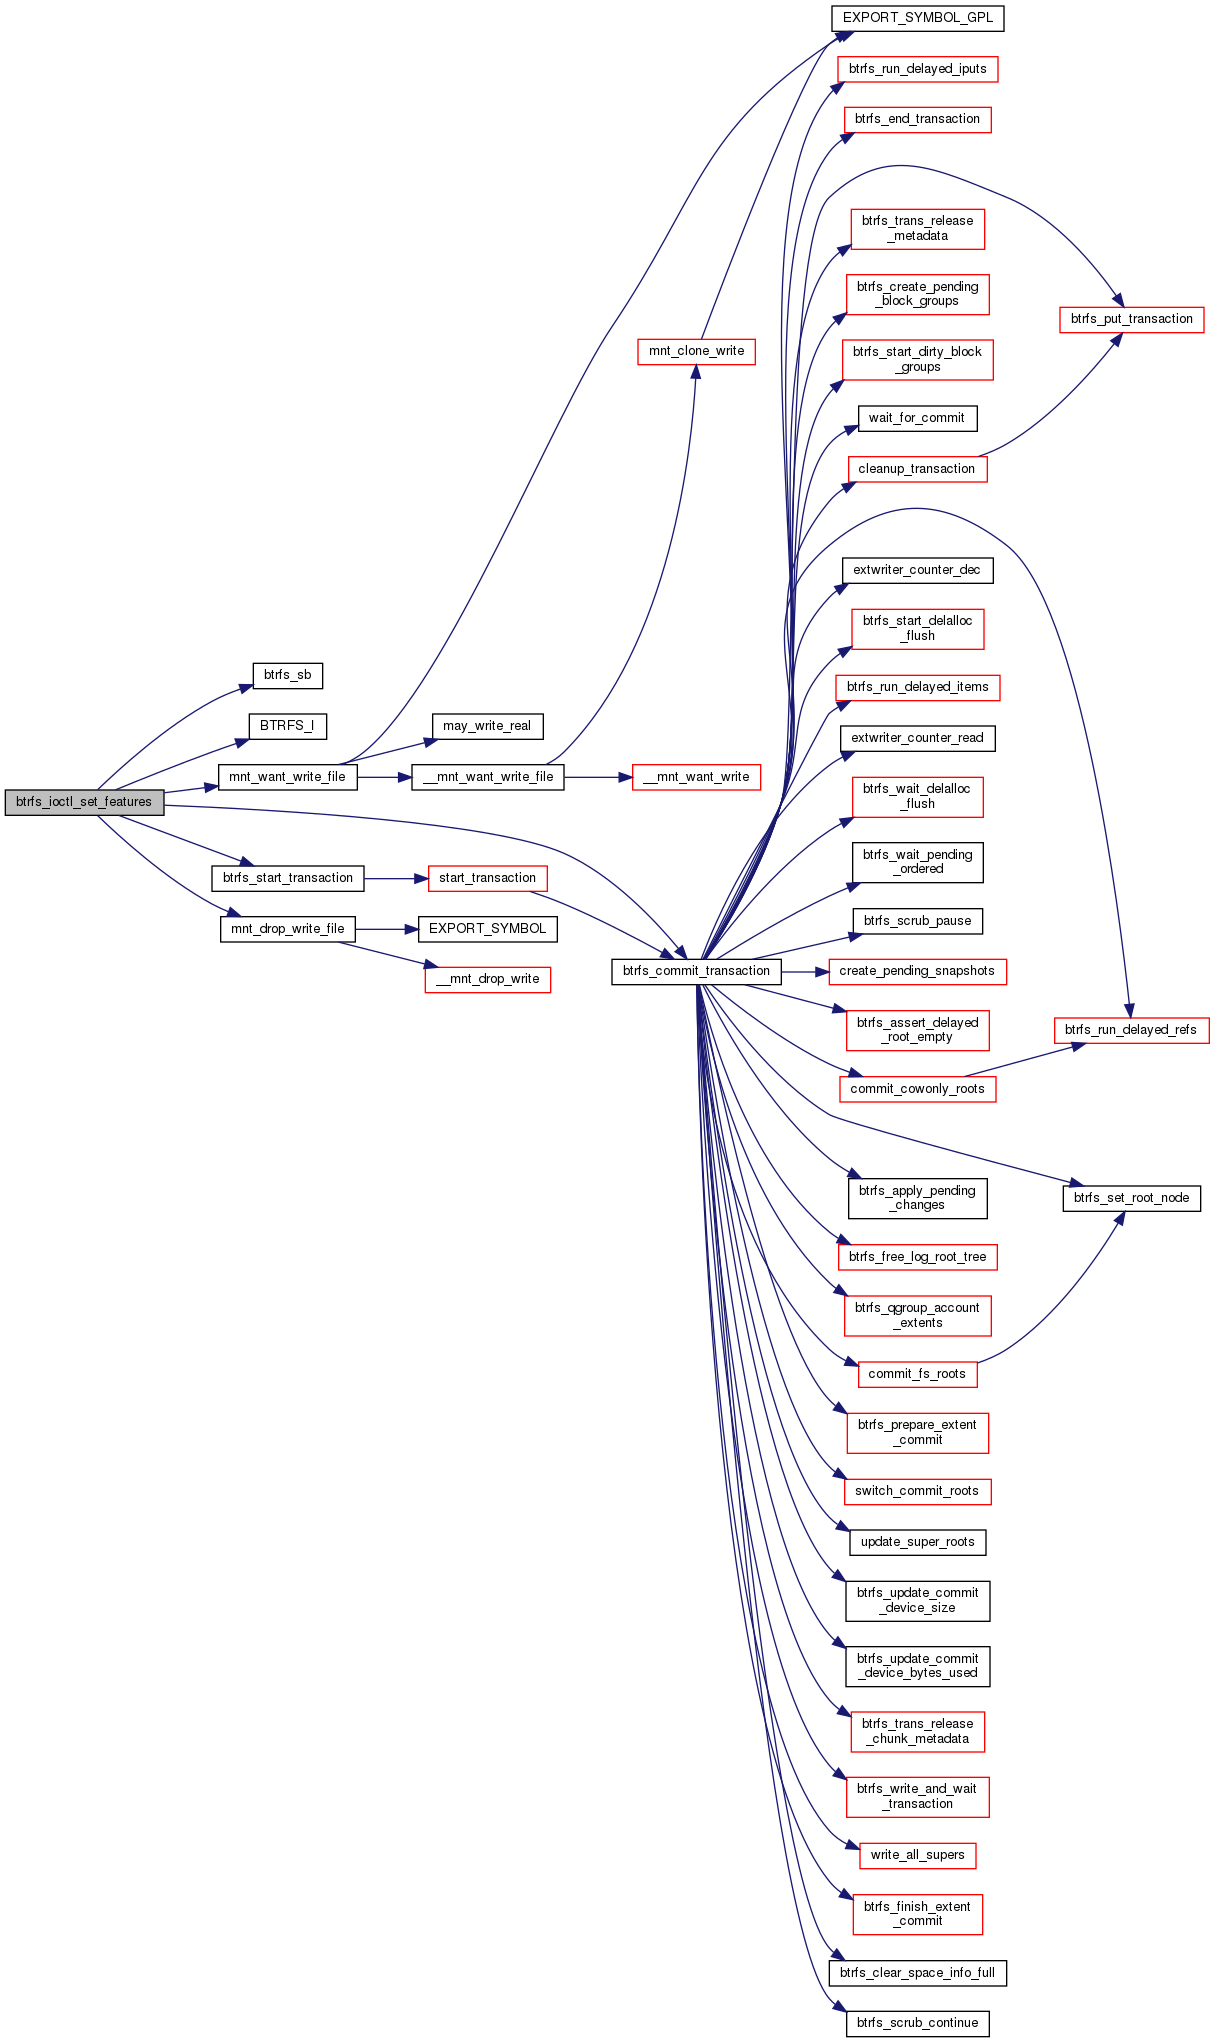 EXPORT_SYMBOL_GPL
btrfs_run_delayed_iputs
btrfs_end_transaction
btrfs_trans_release
_metadata
btrfs_create_pending
_block_groups
btrfs_put_transaction
mnt_clone_write
btrfs_start_dirty_block
_groups
wait_for_commit
cleanup_transaction
extwriter_counter_dec
btrfs_start_delalloc
_flush
btrfs_sb
btrfs_run_delayed_items
BTRFS_I
may_write_real
extwriter_counter_read
mnt_want_write_file
__mnt_want_write_file
__mnt_want_write
btrfs_ioctl_set_features
btrfs_wait_delalloc
_flush
btrfs_wait_pending
_ordered
btrfs_start_transaction
start_transaction
mnt_drop_write_file
EXPORT_SYMBOL
btrfs_scrub_pause
__mnt_drop_write
btrfs_commit_transaction
create_pending_snapshots
btrfs_assert_delayed
_root_empty
btrfs_run_delayed_refs
commit_cowonly_roots
btrfs_apply_pending
_changes
btrfs_set_root_node
btrfs_free_log_root_tree
btrfs_qgroup_account
_extents
commit_fs_roots
btrfs_prepare_extent
_commit
switch_commit_roots
update_super_roots
btrfs_update_commit
_device_size
btrfs_update_commit
_device_bytes_used
btrfs_trans_release
_chunk_metadata
btrfs_write_and_wait
_transaction
write_all_supers
btrfs_finish_extent
_commit
btrfs_clear_space_info_full
btrfs_scrub_continue